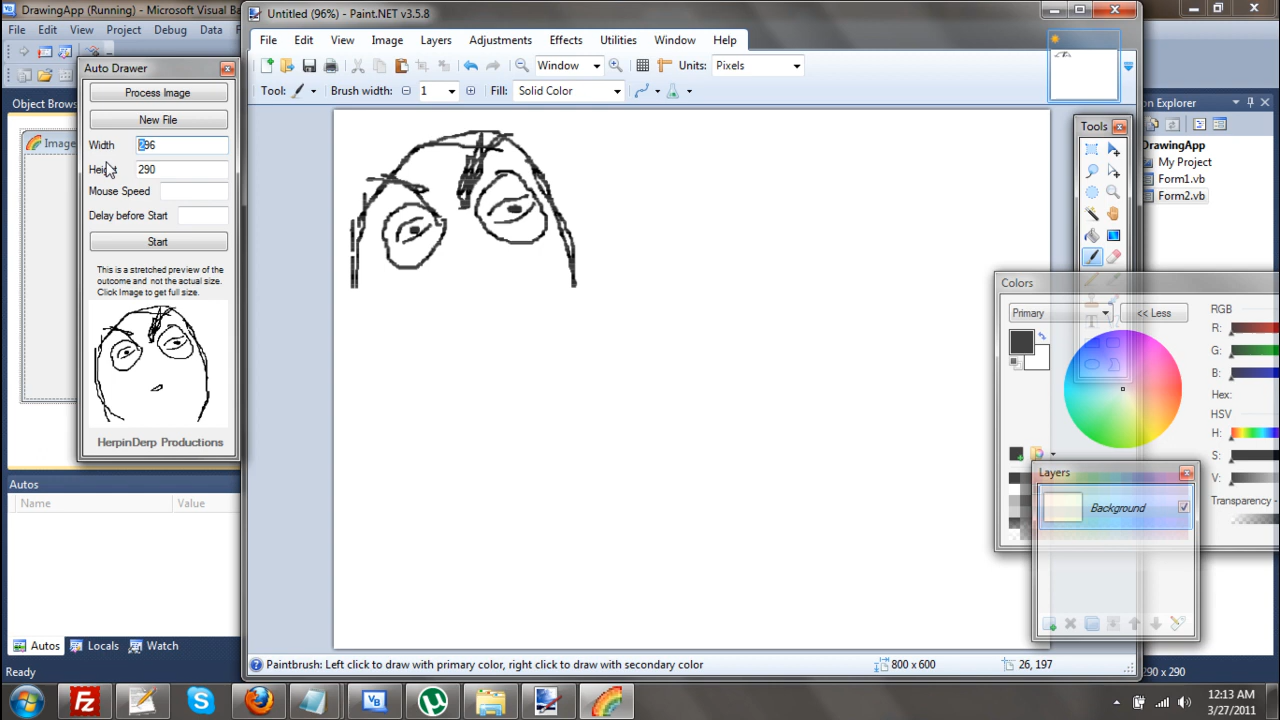 DrawingApp (Running) - Microsoft Visual Ba
File Edit View Project Debug Data
Object Brows
Image
Auto Drawer
Process Image
New File
Width 296
Height 290
Mouse Speed
Delay before Start
Start
This is a stretched preview of the
outcome and not the actual size.
Click Image to get full size.
HerpinDerp Productions
Autos
Name Value
Autos Locals Watch
Ready
Untitled (96%) - Paint.NET v3.5.8
File Edit View Image Layers Adjustments Effects Utilities Window Help
Window Units: Pixels
Tool: Brush width: 1 Fill: Solid Color
Tools
Colors
Primary << Less
RGB
R:
G:
B:
Hex:
HSV
H:
S:
V:
Transparency -
Layers
Background
Paintbrush: Left click to draw with primary color, right click to draw with secondary color 800 x 600 26, 197
on Explorer
DrawingApp
My Project
Form1.vb
Form2.vb
290 x 290
Fz VB
12:13 AM
3/27/2011